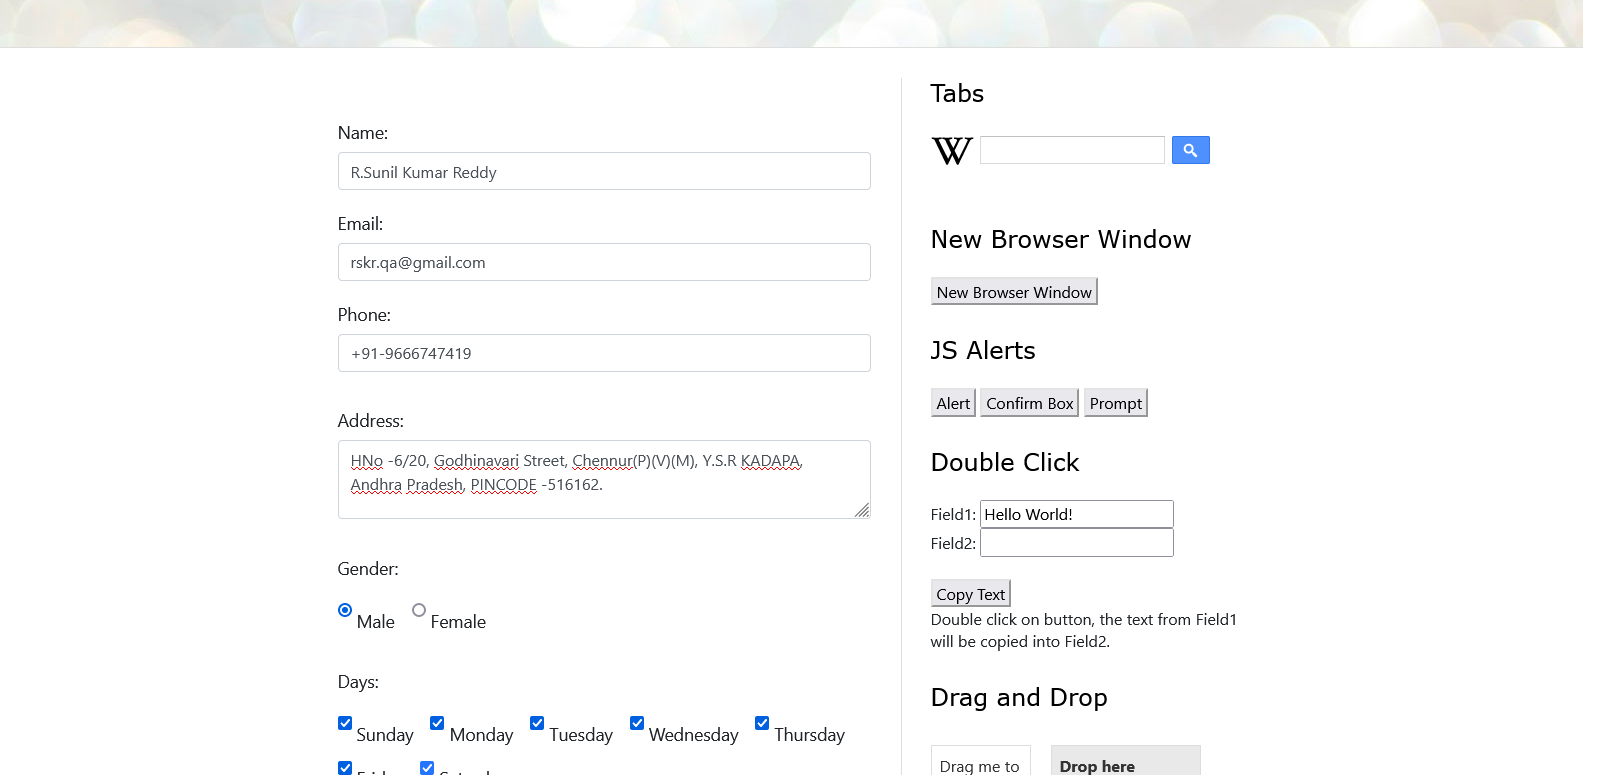 Name:
R.Sunil Kumar Reddy
Email:
rskr.qa@gmail.com
Phone:
+91-9666747419
Address:
HNo -6/20, Godhinavari Street, Chennur(P)(V)(M), Y.S.R KADAPA,
Andhra Pradesh, PINCODE -516162.
Gender:
Male Female
Days:
Sunday Monday Tuesday Wednesday Thursday
Tabs
W
New Browser Window
New Browser Window
JS Alerts
Alert Confirm Box Prompt
Double Click
Field1: Hello World!
Field2:
Copy Text
Double click on button, the text from Field1
will be copied into Field2.
Drag and Drop
Drag me to
Drop here